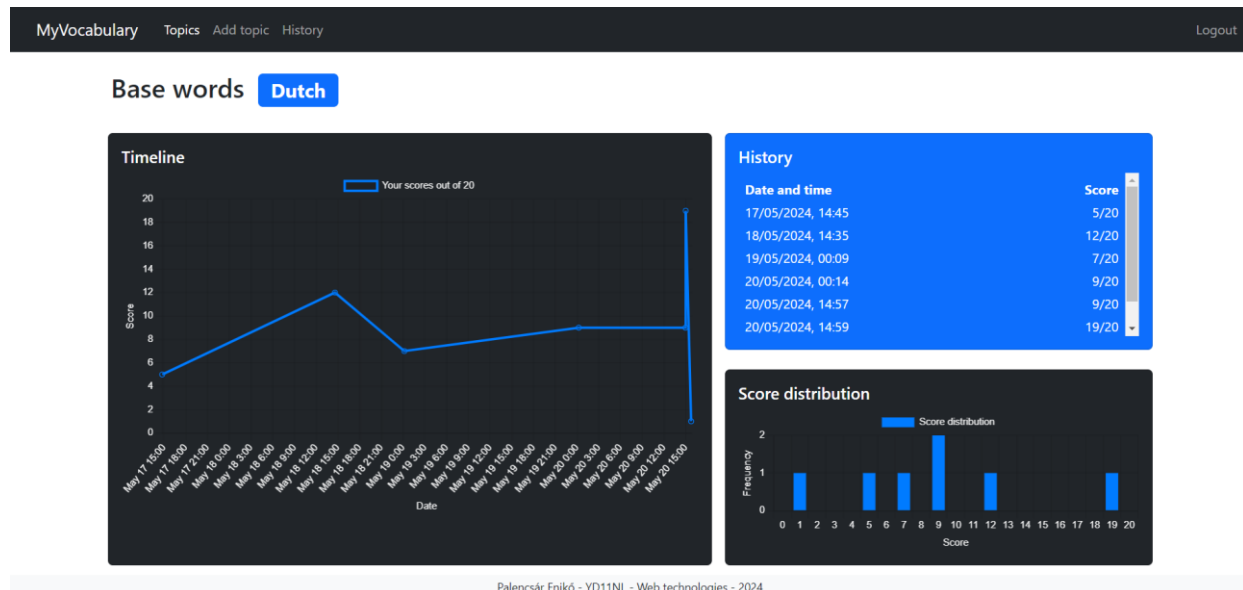 MyVocabulary Topics Add topic History Logout
Base words Dutch
Timeline
Your scores out of 20
20
18
16
14
12
10
8
6
4
2
0
Score
May 17 15:00
May 17 18:00
May 17 21:00
May 18 0:00
May 18 3:00
May 18 6:00
May 18 9:00
May 18 12:00
May 18 15:00
May 18 18:00
May 18 21:00
May 19 0:00
May 19 3:00
May 19 6:00
May 19 9:00
May 19 12:00
May 19 15:00
May 19 18:00
May 19 21:00
May 20 0:00
May 20 3:00
May 20 6:00
May 20 9:00
May 20 12:00
May 20 15:00
Date
History
Date and time Score
17/05/2024, 14:45 5/20
18/05/2024, 14:35 12/20
19/05/2024, 00:09 7/20
20/05/2024, 00:14 9/20
20/05/2024, 14:57 9/20
20/05/2024, 14:59 19/20
Score distribution
Score distribution
2
1
0
Frequency
0 1 2 3 4 5 6 7 8 9 10 11 12 13 14 15 16 17 18 19 20
Score
Palencsár Enikő - YD11NL - Web technologies - 2024